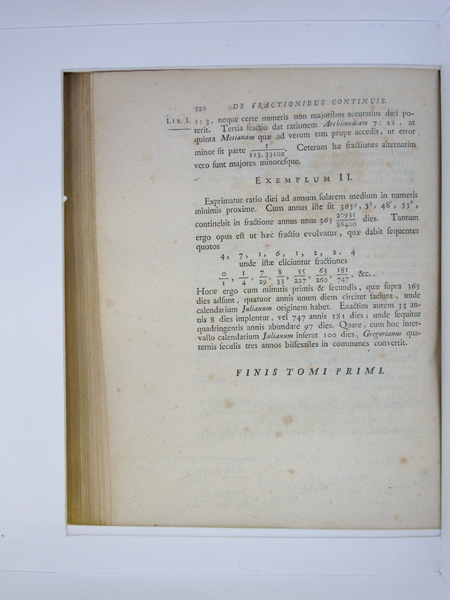 320 DE FRACTIONIBUS CONTINUIS.
LIB. I. 1 : 3, neque certe numeris non majoribus accuratius dari po-
terit. Tertia fractio dat rationem Archimedeam 7 : 22, at
quinta Metianam quæ ad verum tam prope accedit, ut error
minor sit parte 1/113. 33102. Ceterum hæ fractiones alternatim
vero sunt majores minoresque.
EXEMPLUM II.
Exprimatur ratio diei ad annum solarem medium in numeris
minimis proxime. Cum annus iste sit 365d, 5h, 48', 55",
continebit in fractione annus unus 365 20935/86400 dies. Tantum
ergo opus est ut hæc fractio evolvatur, quæ dabit sequentes
quotos
4, 7, 1, 6, 1, 2, 2, 4
unde istæ eliciuntur fractiones
0/1, 1/4, 7/29, 8/33, 55/227, 63/260, 181/747, &c.
Horæ ergo cum minutis primis & secundis, quæ supra 365
dies adsunt, quatuor annis unum diem circiter faciunt, unde
calendarium Julianum originem habet. Exactius autem 33 an-
nis 8 dies implentur, vel 747 annis 181 dies; unde sequitur
quadringentis annis abundare 97 dies. Quare, cum hoc inter-
vallo calendarium Julianum inserat 100 dies, Gregorianum qua-
ternis seculis tres annos bissextiles in communes convertit.
FINIS TOMI PRIMI.